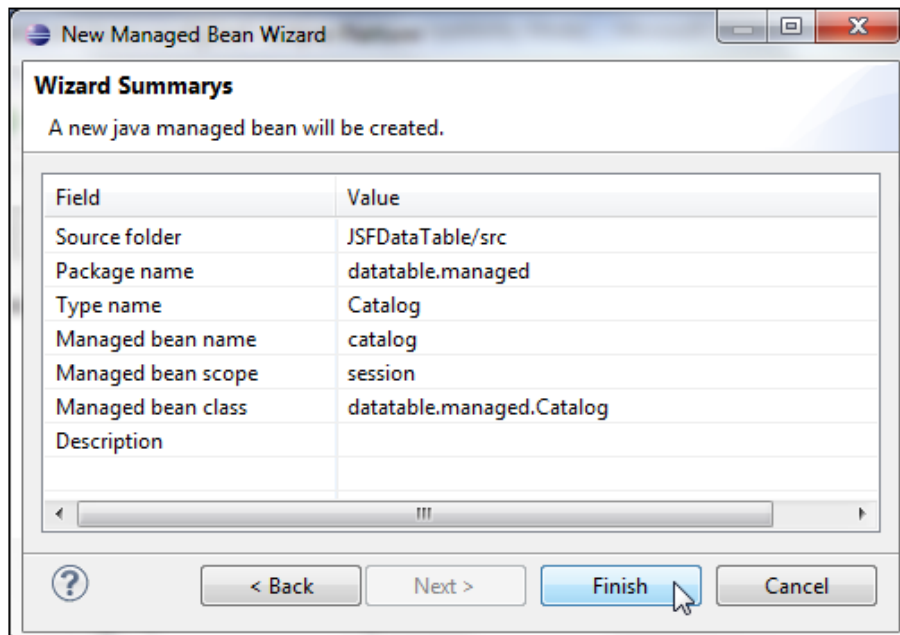 New Managed Bean Wizard
Wizard Summarys
A new java managed bean will be created.
Field Value
Source folder JSFDataTable/src
Package name datatable.managed
Type name Catalog
Managed bean name catalog
Managed bean scope session
Managed bean class datatable.managed.Catalog
Description
< Back Next > Finish Cancel